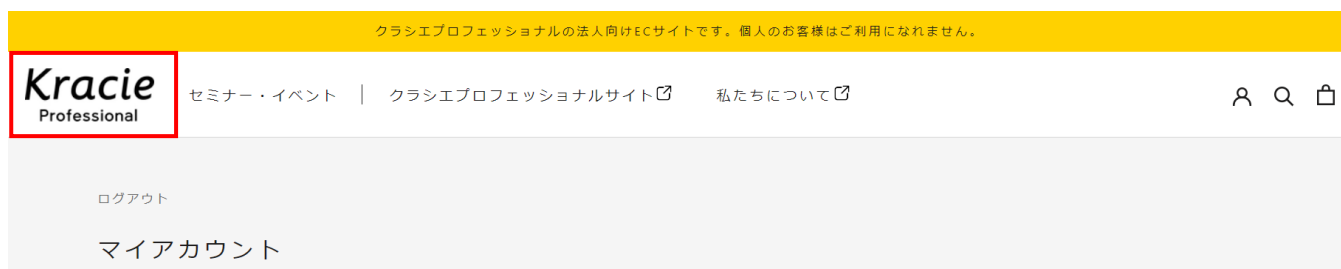 クラシエプロフェッショナルの法人向けECサイトです。個人のお客様はご利用になれません。
Kracie
Professional
セミナー・イベント | クラシエプロフェッショナルサイト 私たちについて
ログアウト
マイアカウント